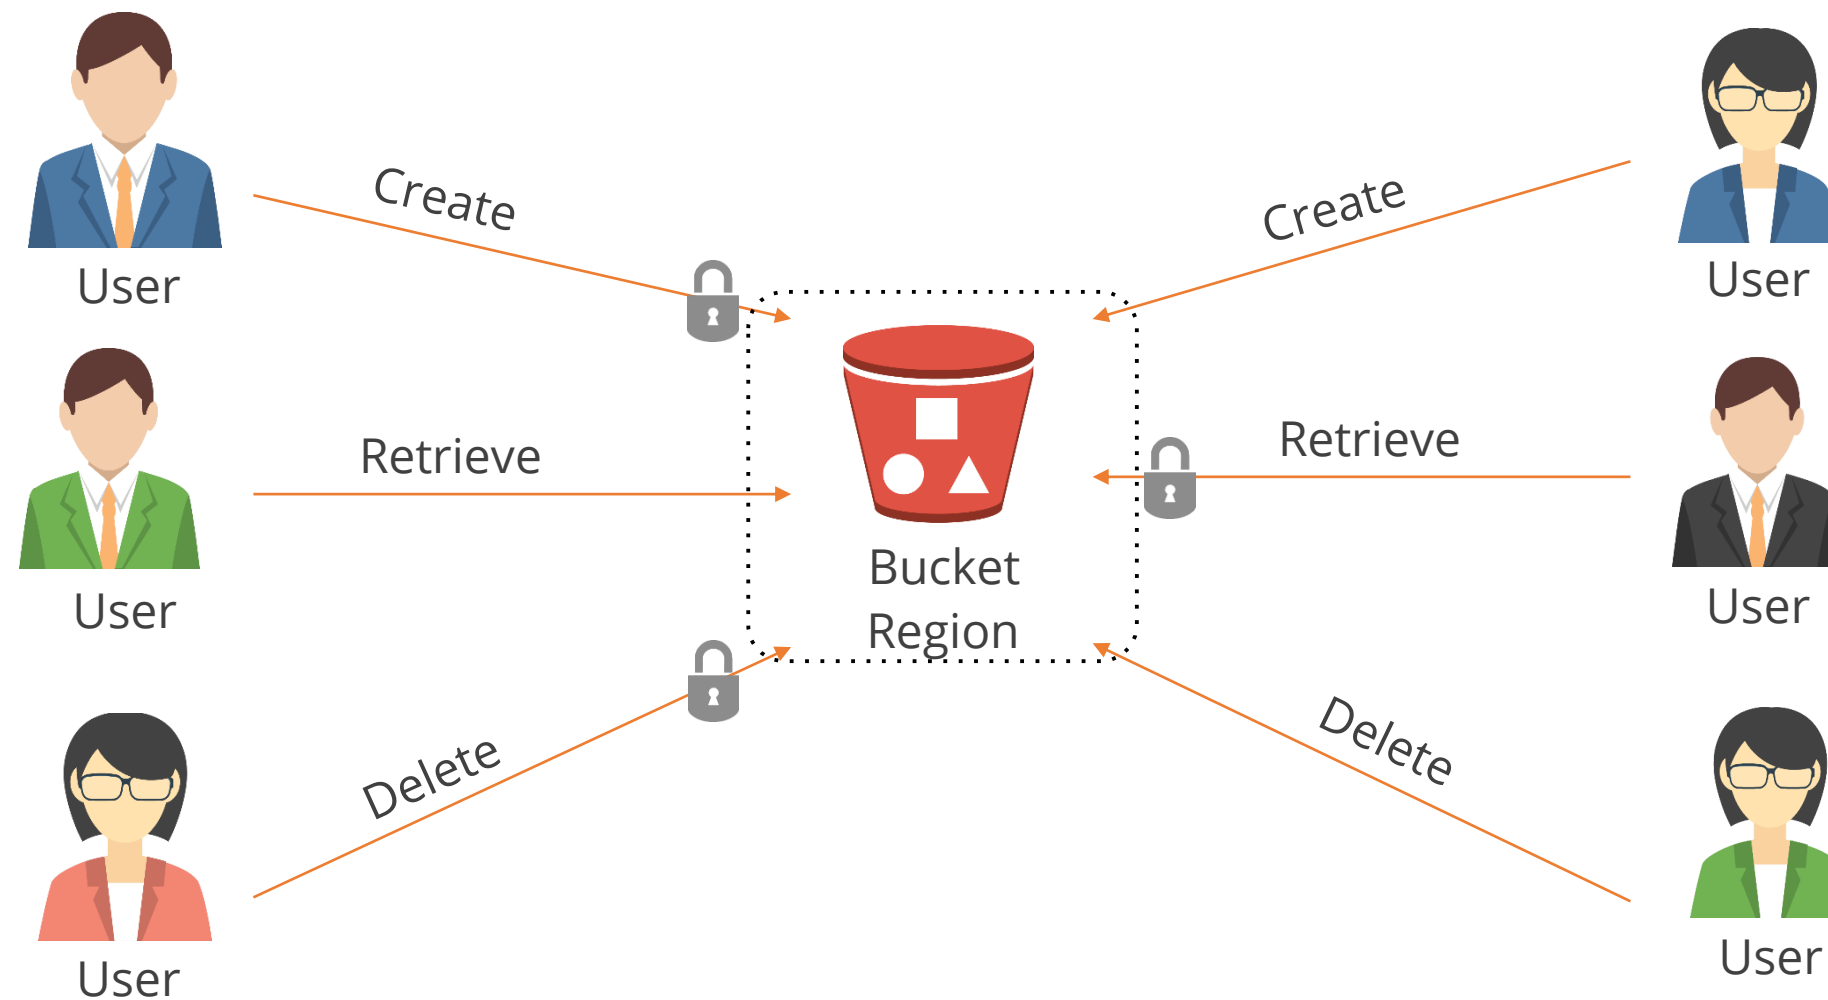 Create
Create
User
User
Retrieve
Retrieve
Bucket
Region
User
User
Delete
Delete
User
User